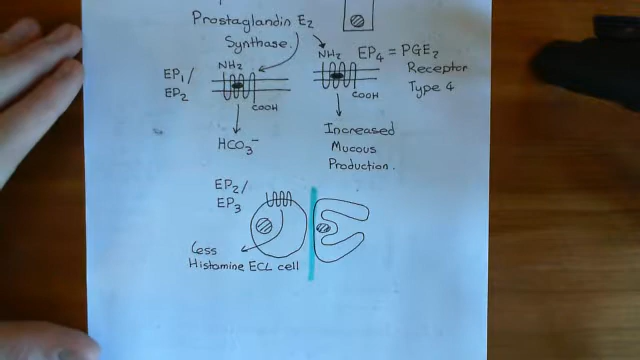 Prostaglandin E2
Synthase.
NH2
EP1/
EP2
COOH
HCO3-
NH2
EP4 = PGE2
Receptor
Type 4
COOH
Increased
Mucous
Production.
EP2/
EP3
Less
Histamine ECL cell